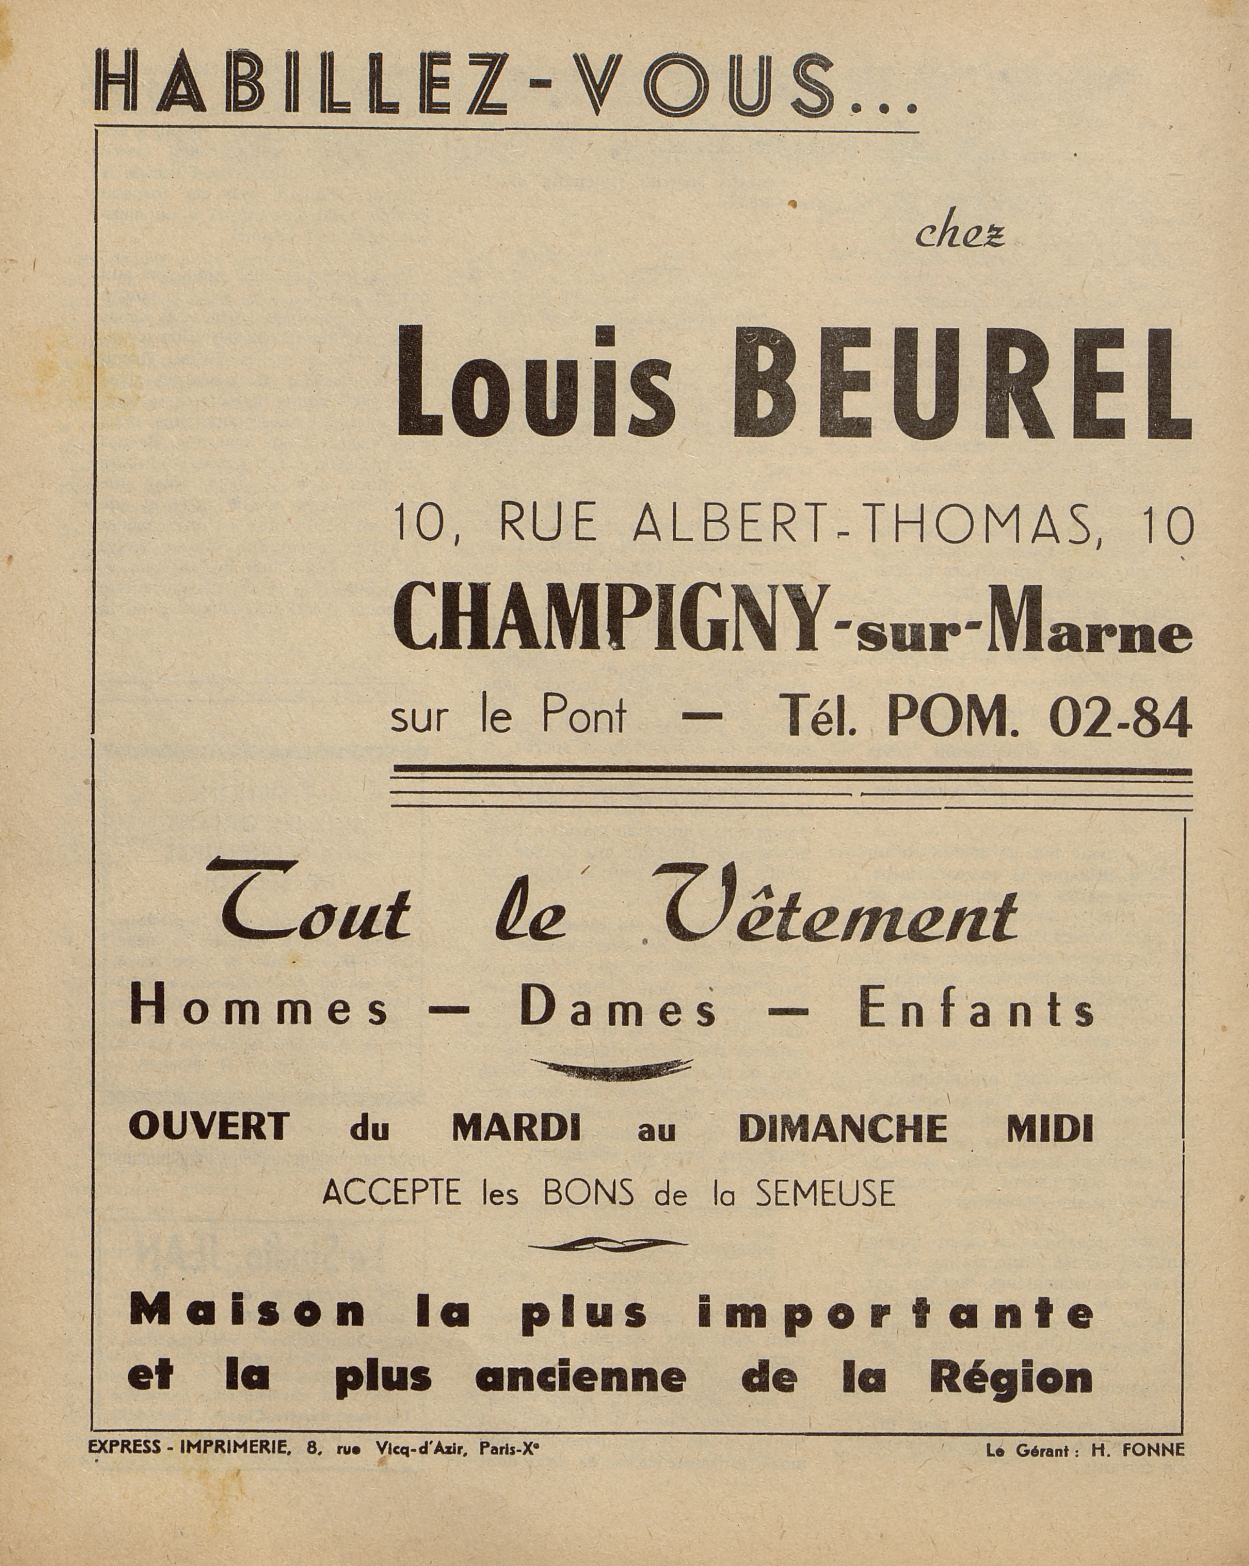 HABILLEZ-VOUS...
chez
Louis BEUREL
10, RUE ALBERT-THOMAS, 10
CHAMPIGNY-sur-Marne
sur le Pont — Tél. POM. 02-84
Tout le Vêtement
Hommes — Dames — Enfants
OUVERT du MARDI au DIMANCHE MIDI
ACCEPTE les BONS de la SEMEUSE
Maison la plus importante
et la plus ancienne de la Région
EXPRESS - IMPRIMERIE, 8, rue Vicq-d'Azir, Paris-Xe
Le Gérant : H. FONNE